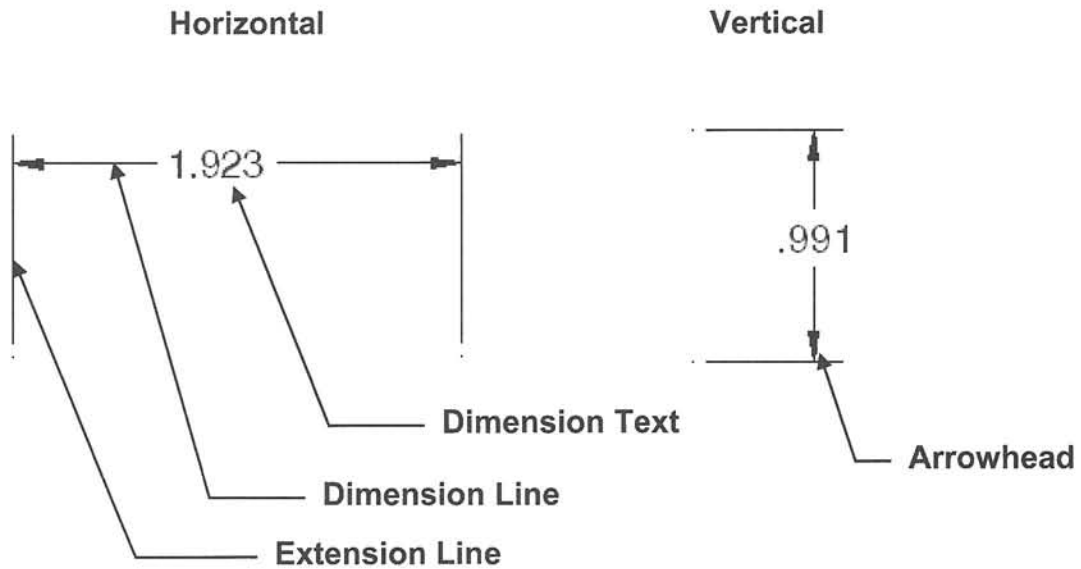 Horizontal
Vertical
1.923
.991
Dimension Text
Arrowhead
Dimension Line
Extension Line